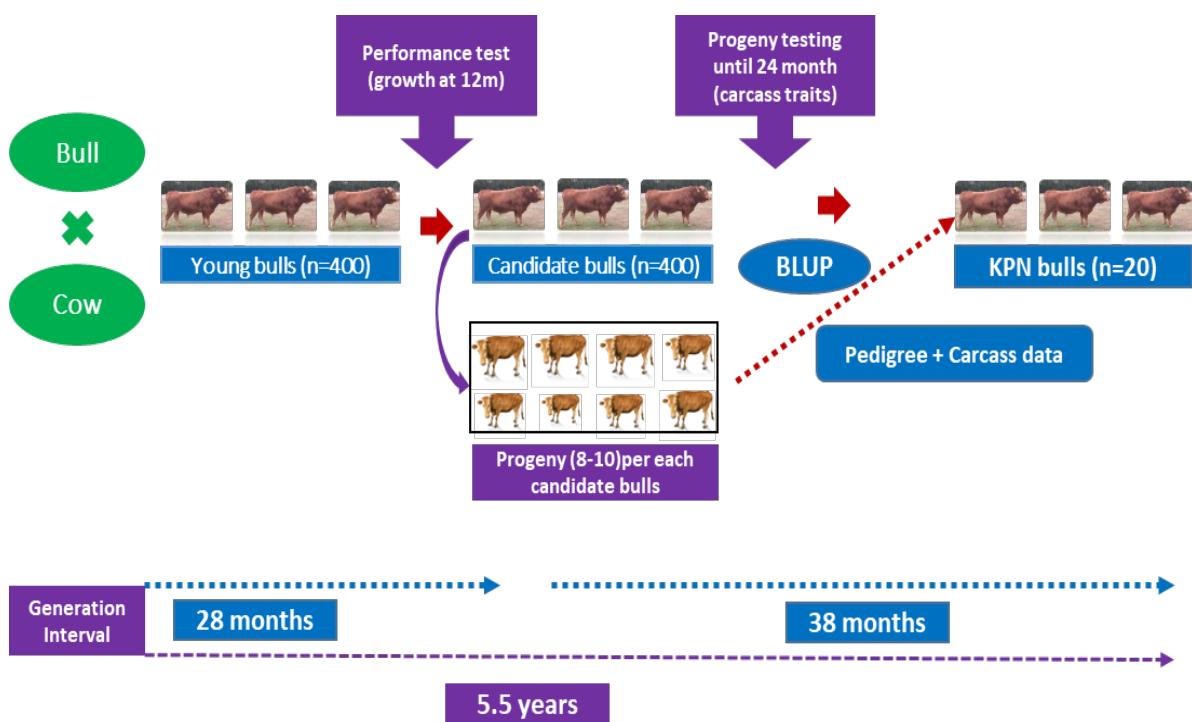 Performance test
(growth at 12m)
Progeny testing
until 24 month
(carcass traits)
Bull
Cow
Young bulls (n=400)
Candidate bulls (n=400)
BLUP
KPN bulls (n=20)
Pedigree + Carcass data
Progeny (8-10)per each
candidate bulls
Generation
Interval
28 months
38 months
5.5 years